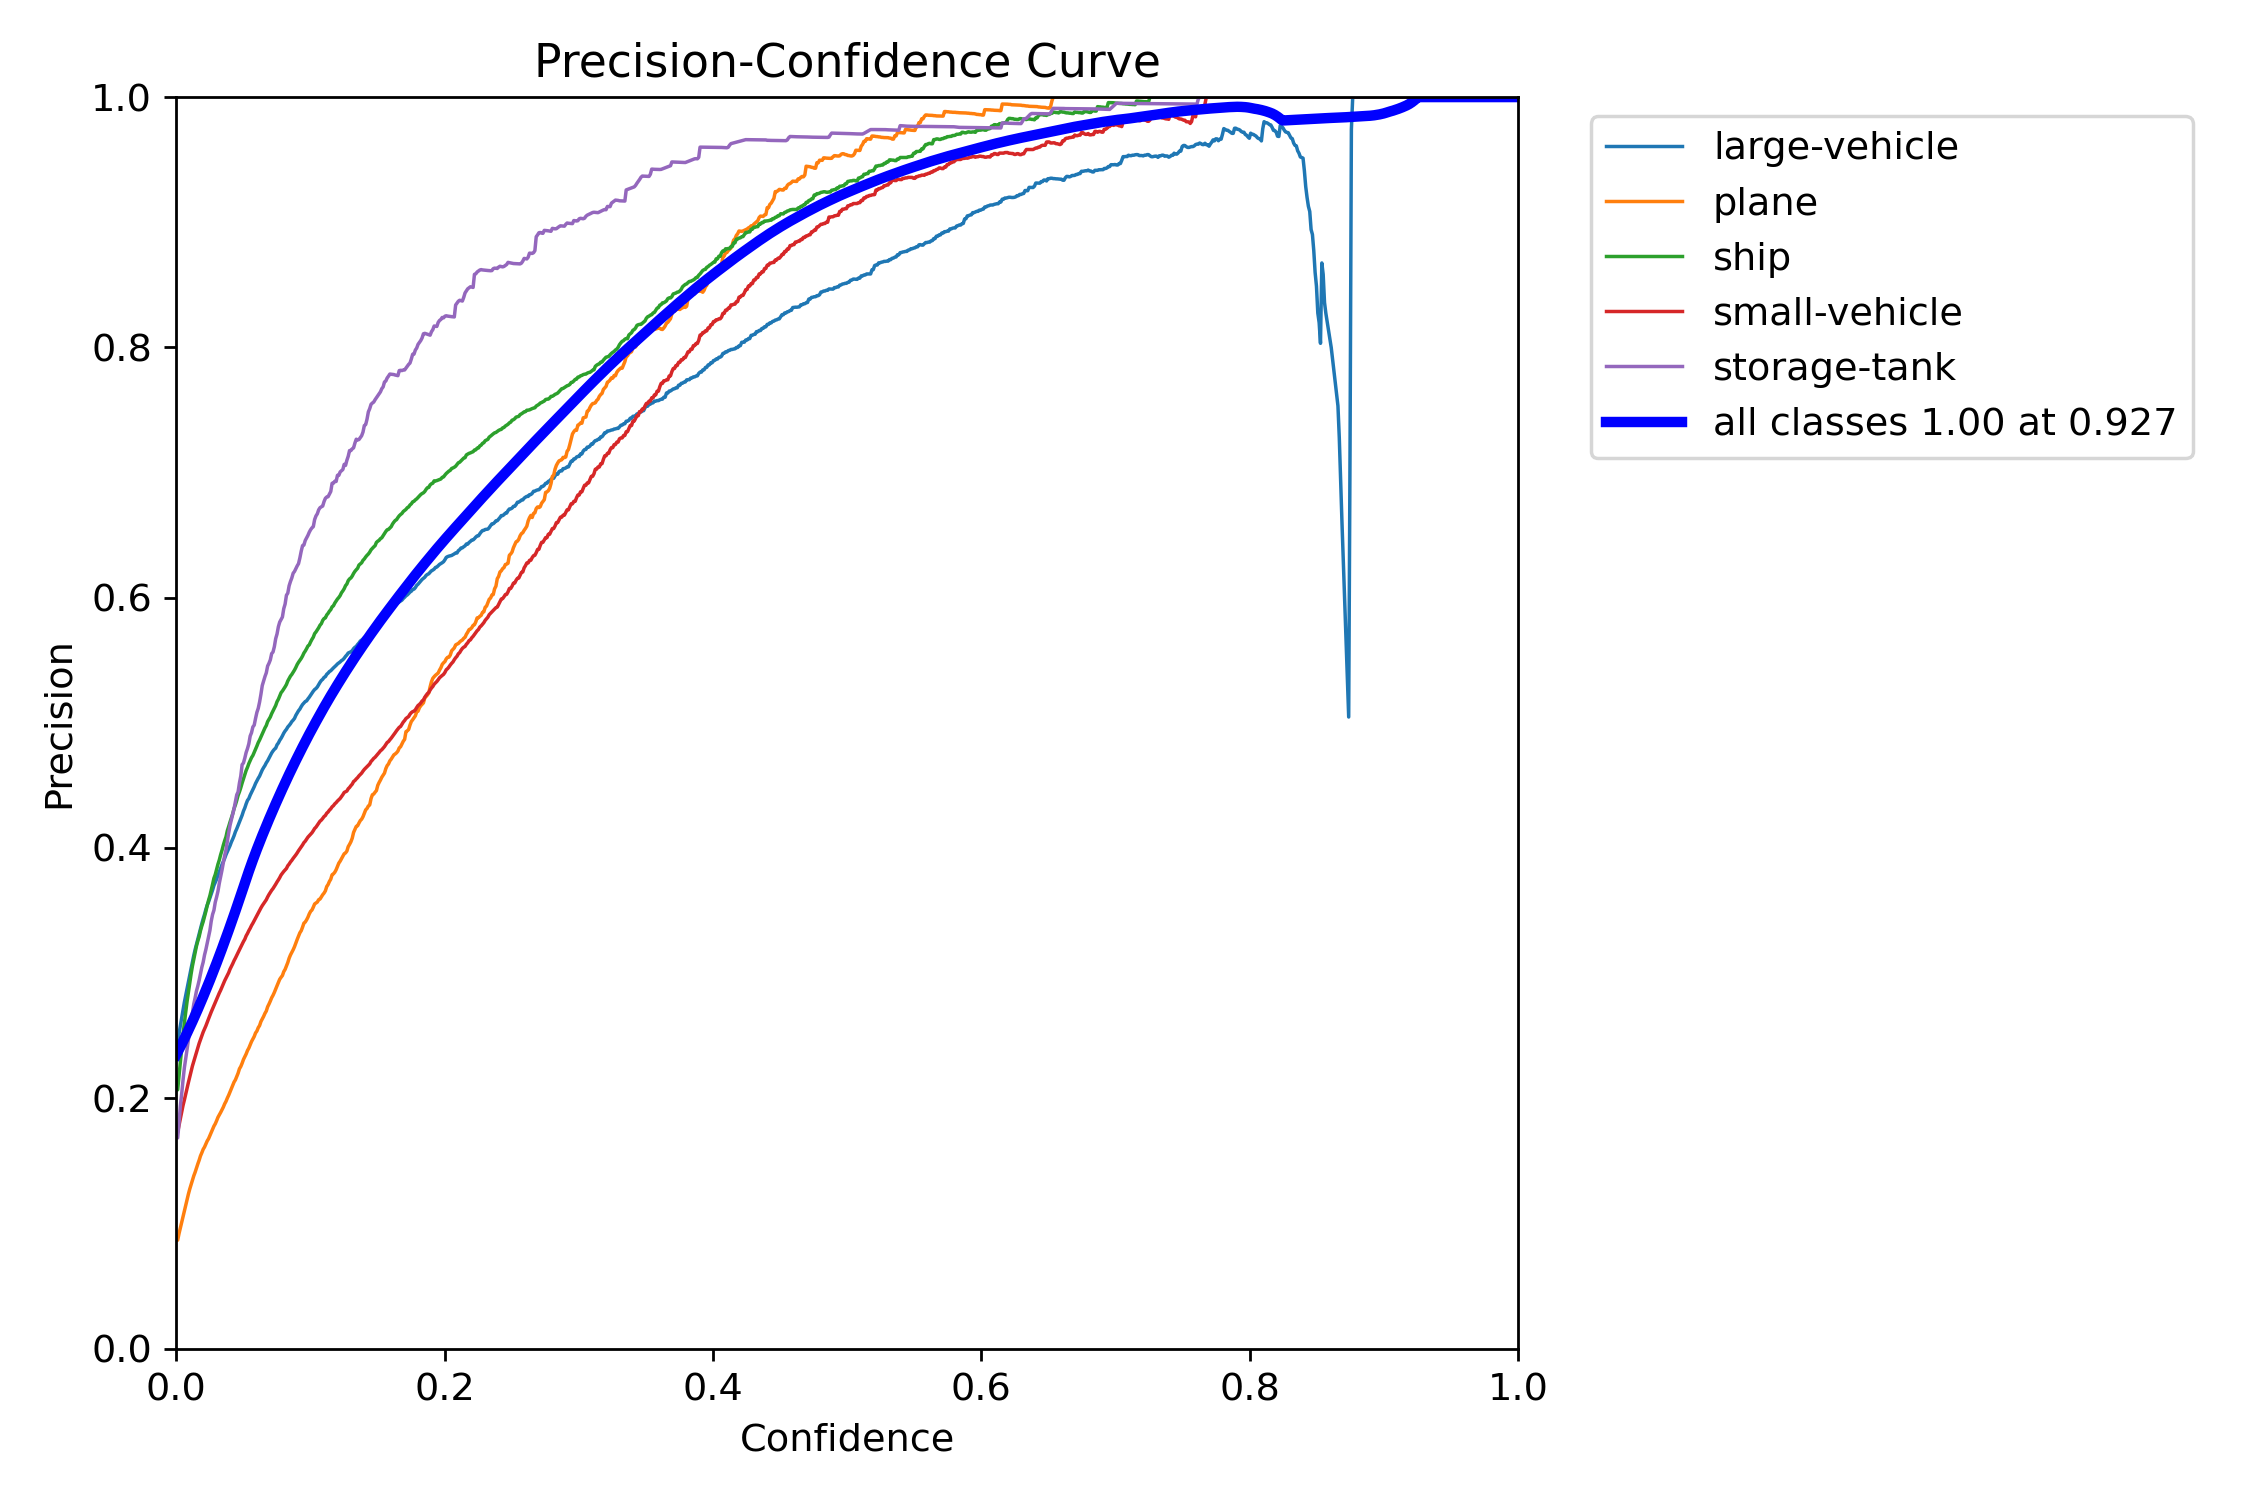 Precision-Confidence Curve
1.0
0.8
0.6
0.4
0.2
0.0
Precision
0.0 0.2 0.4 0.6 0.8 1.0
Confidence
large-vehicle
plane
ship
small-vehicle
storage-tank
all classes 1.00 at 0.927